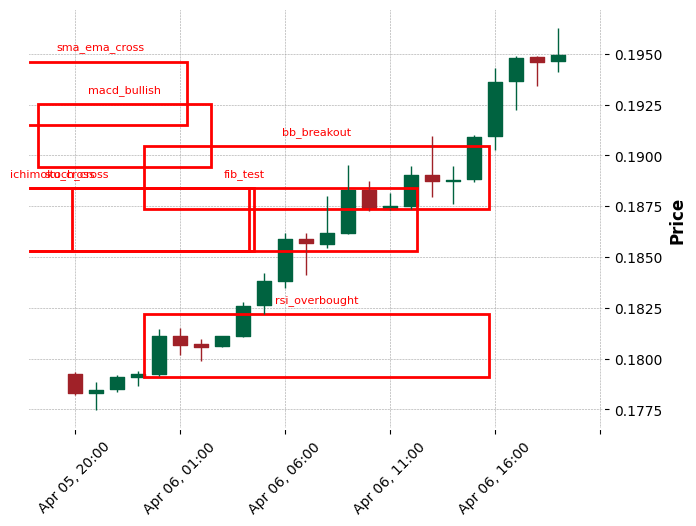 sma_ema_cross
macd_bullish
bb_breakout
fib_test
rsi_overbought
0.1950
0.1925
0.1900
0.1875
0.1850
0.1825
0.1800
0.1775
Price
Apr 05, 20:00
Apr 06, 01:00
Apr 06, 06:00
Apr 06, 11:00
Apr 06, 16:00